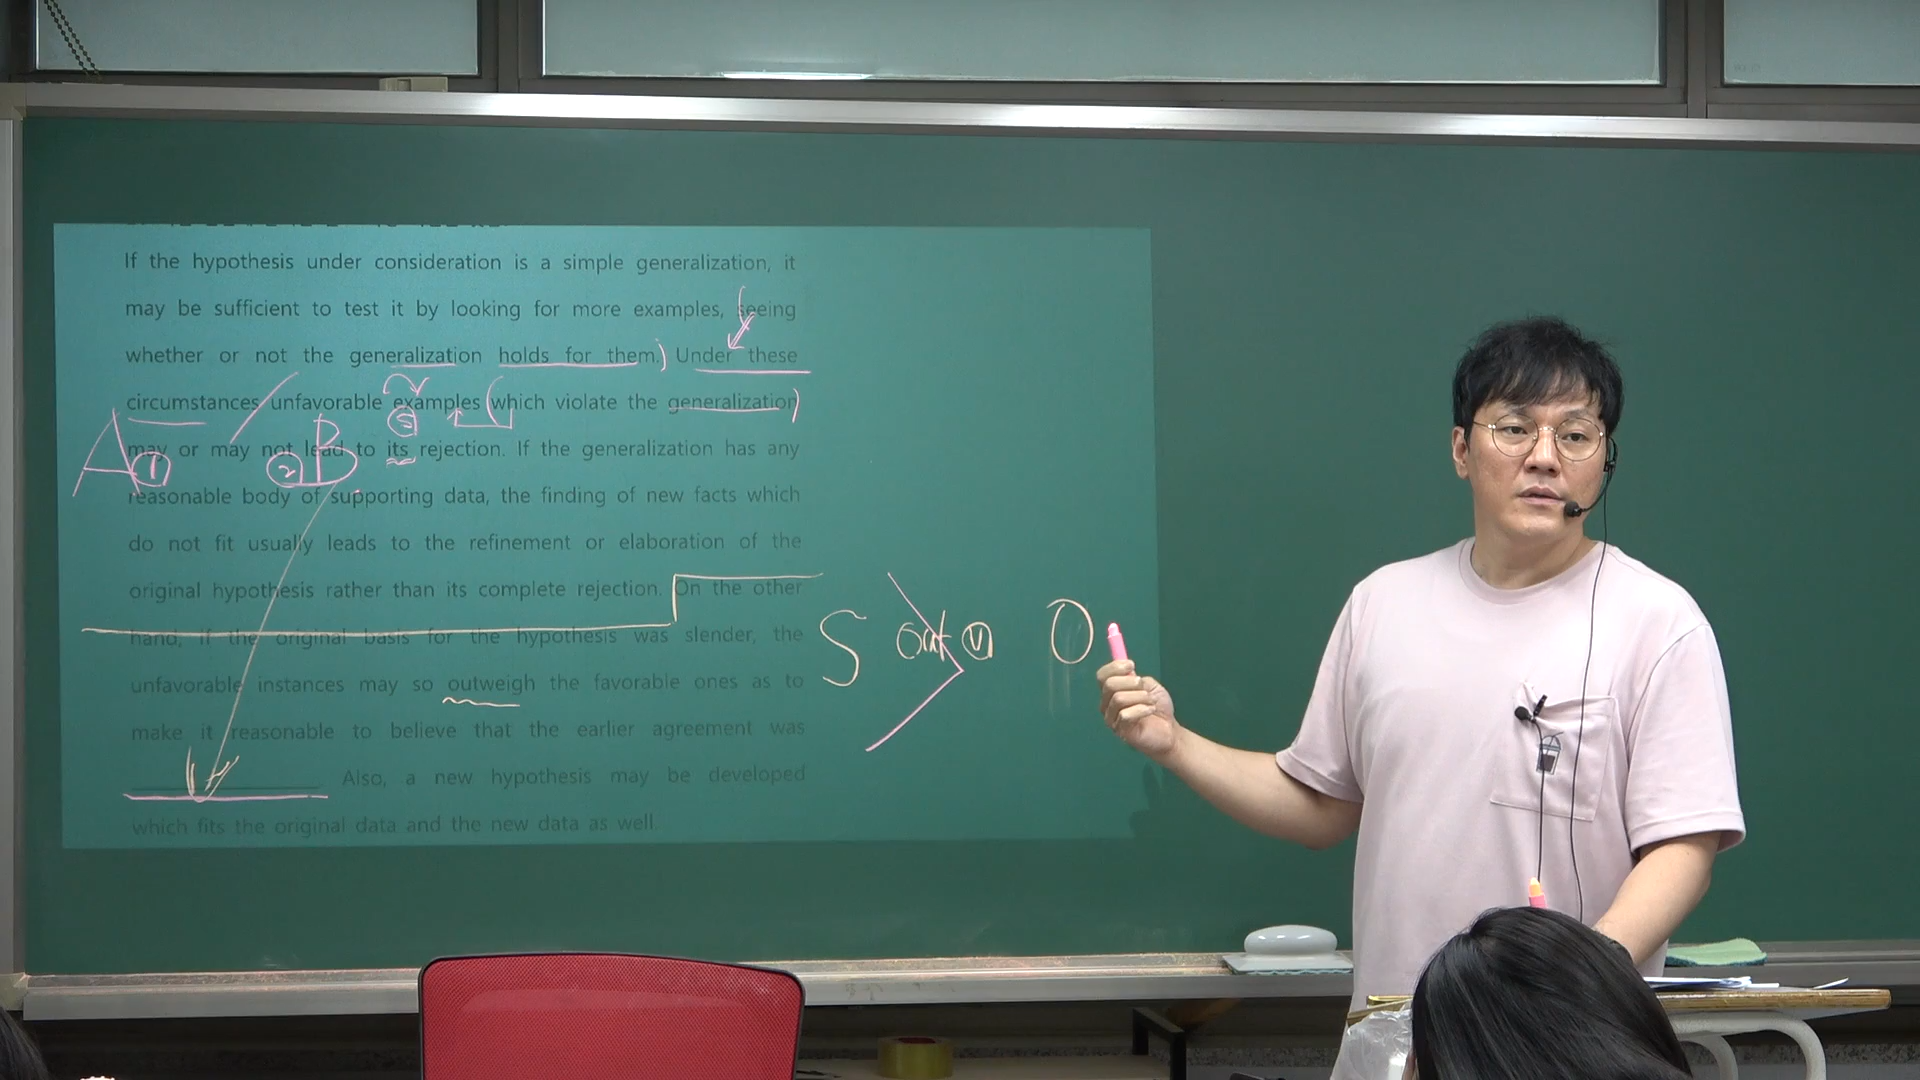 If the hypothesis under consideration is a simple generalization, it
may be sufficient to test it by looking for more examples, seeing
whether or not the generalization holds for them.) Under these
circumstances unfavorable examples (which violate the generalization)
may or may not lead to its rejection. If the generalization has any
reasonable body of supporting data, the finding of new facts which
do not fit usually leads to the refinement or elaboration of the
original hypothesis rather than its complete rejection. On the other
hand, if the original basis for the hypothesis was slender, the
unfavorable instances may so outweigh the favorable ones as to
make it reasonable to believe that the earlier agreement was
Also, a new hypothesis may be developed
which fits the original data and the new data as well.
A ① ② B ③
S out ⓥ O